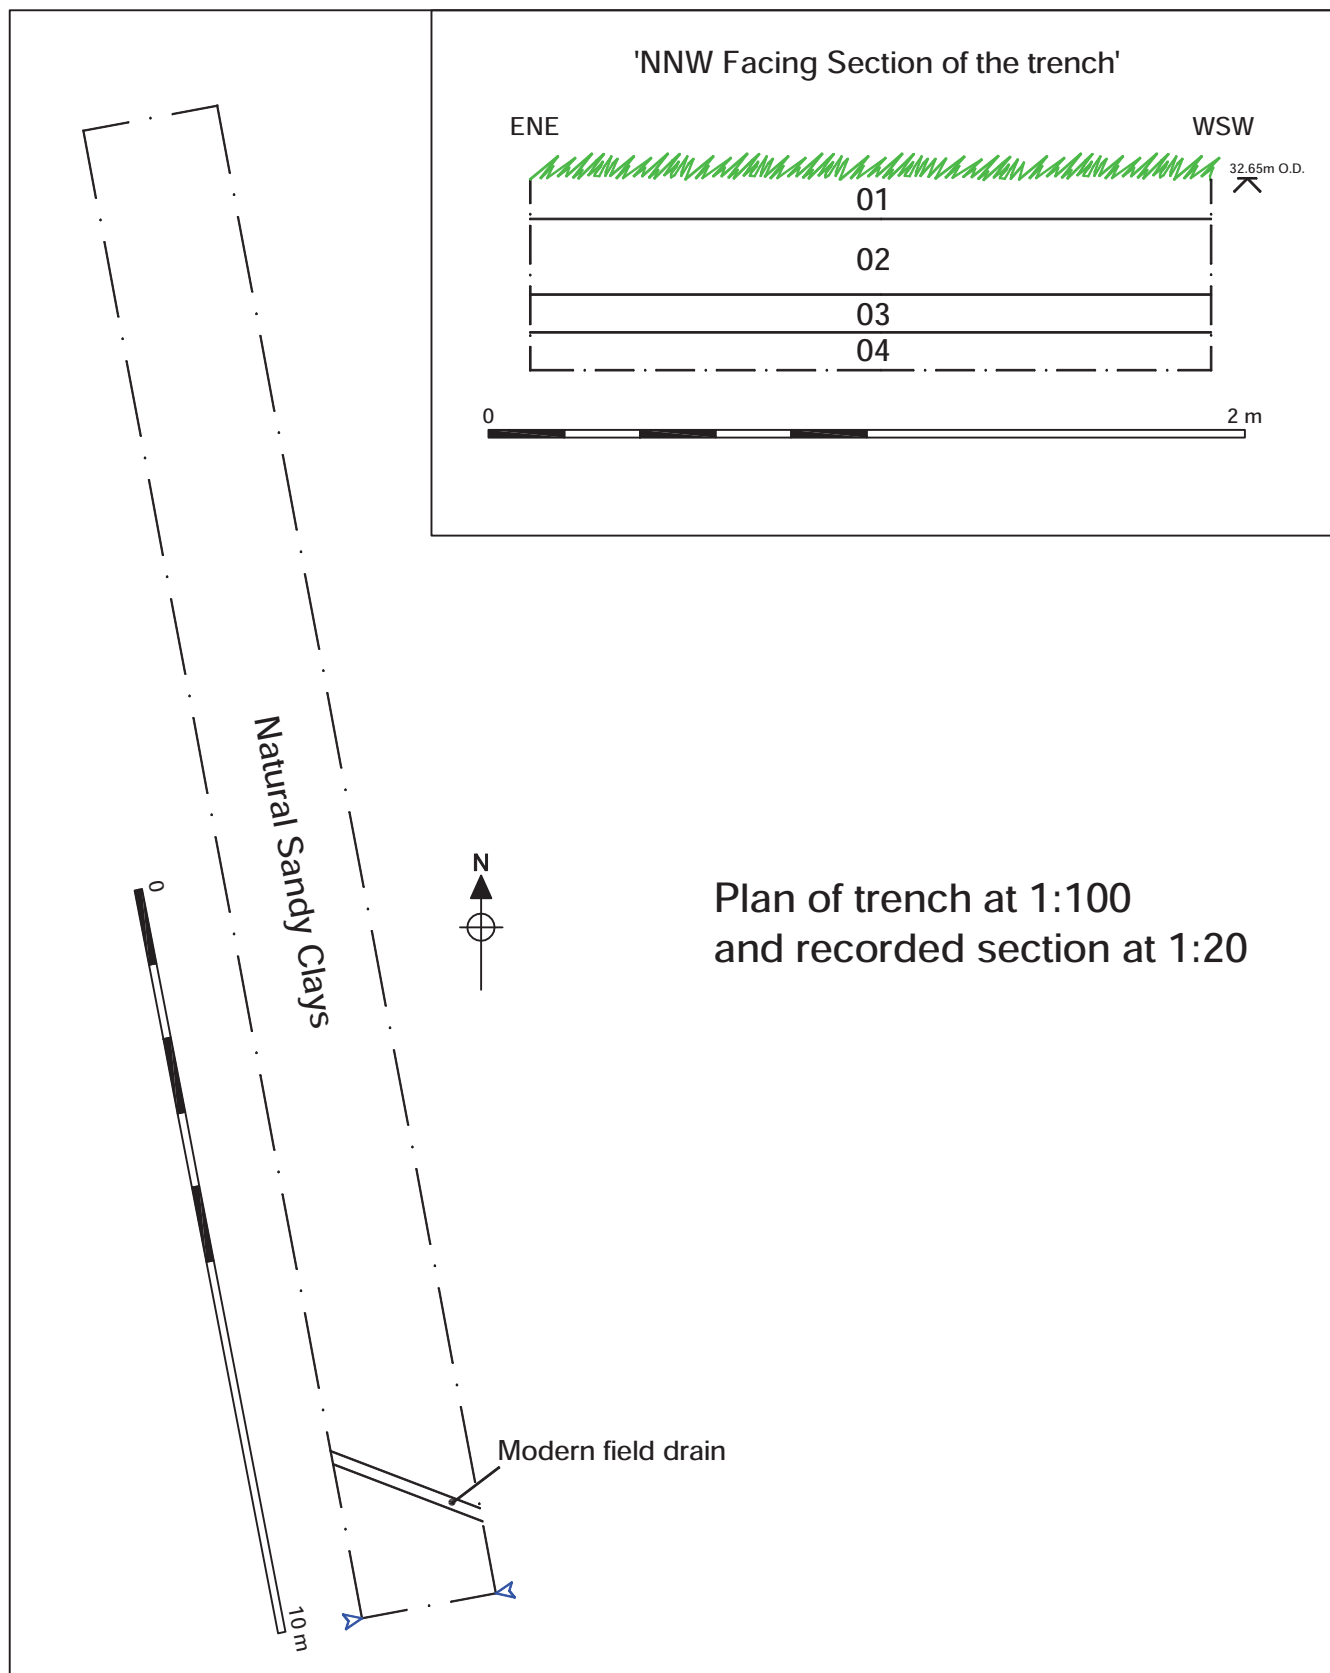 'NNW Facing Section of the trench'
ENE
WSW
32.65m O.D.
01
02
03
04
0
2 m
Natural Sandy Clays
0
10 m
N
Plan of trench at 1:100
and recorded section at 1:20
Modern field drain